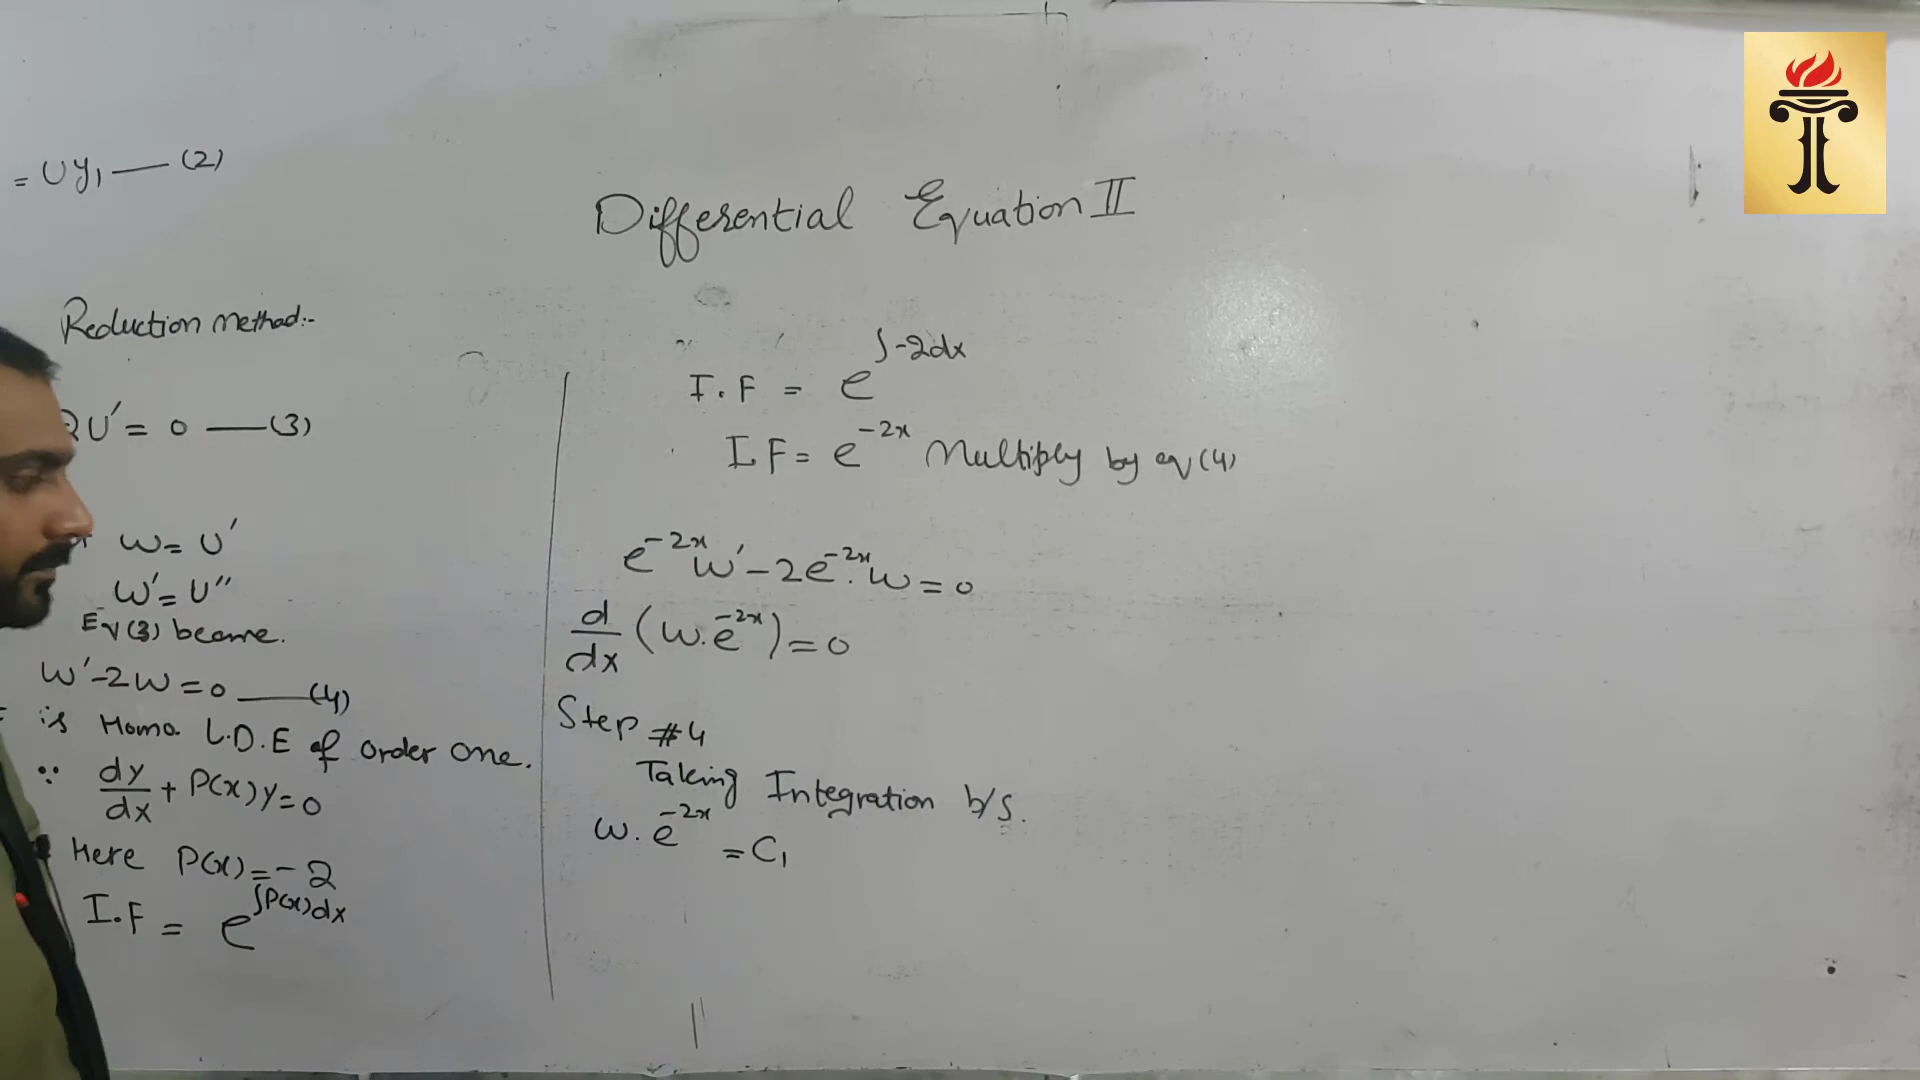 = Uy₁ — (2)
Differential Equation II
Reduction Method:-
2U' = 0 — (3)
W = U'
W' = U''
Eq (3) become.
W' - 2W = 0 — (4)
is Homo. L.D.E of order one.
∵ dy/dx + P(x)y = 0
Here P(x) = -2
I.F = e^∫P(x)dx
I.F = e^∫-2dx
I.F = e^-2x Multiply by eq (4)
e^-2x W' - 2e^-2x . W = 0
d/dx (W.e^-2x) = 0
Step #4
Taking Integration b/s.
W.e^-2x = C₁